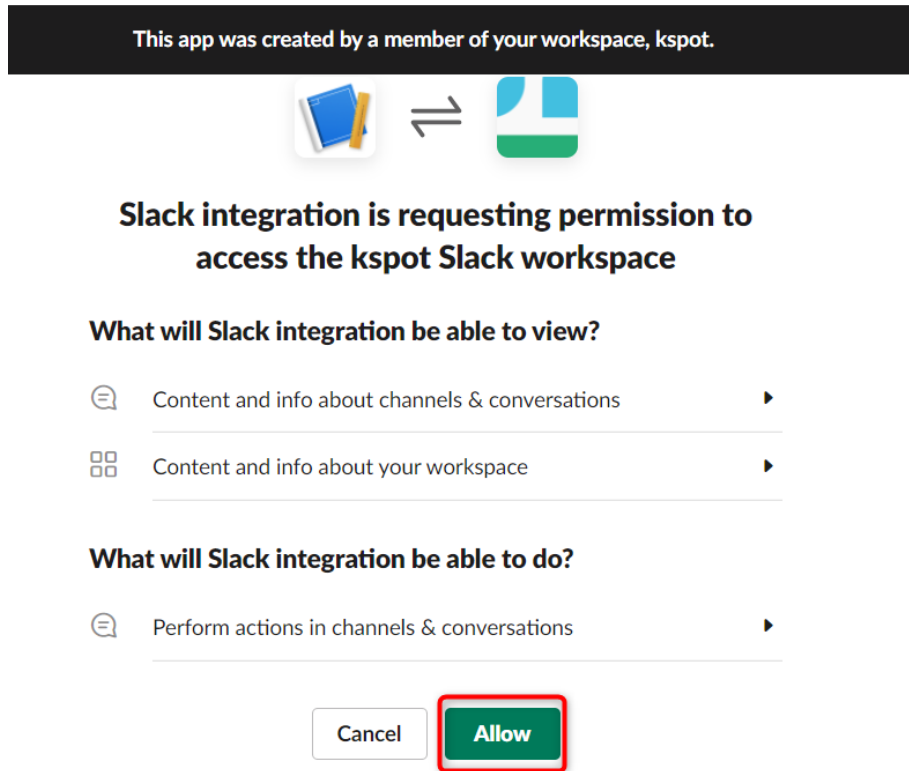 This app was created by a member of your workspace, kspot.
Slack integration is requesting permission to
access the kspot Slack workspace
What will Slack integration be able to view?
Content and info about channels & conversations
Content and info about your workspace
What will Slack integration be able to do?
Perform actions in channels & conversations
Cancel
Allow